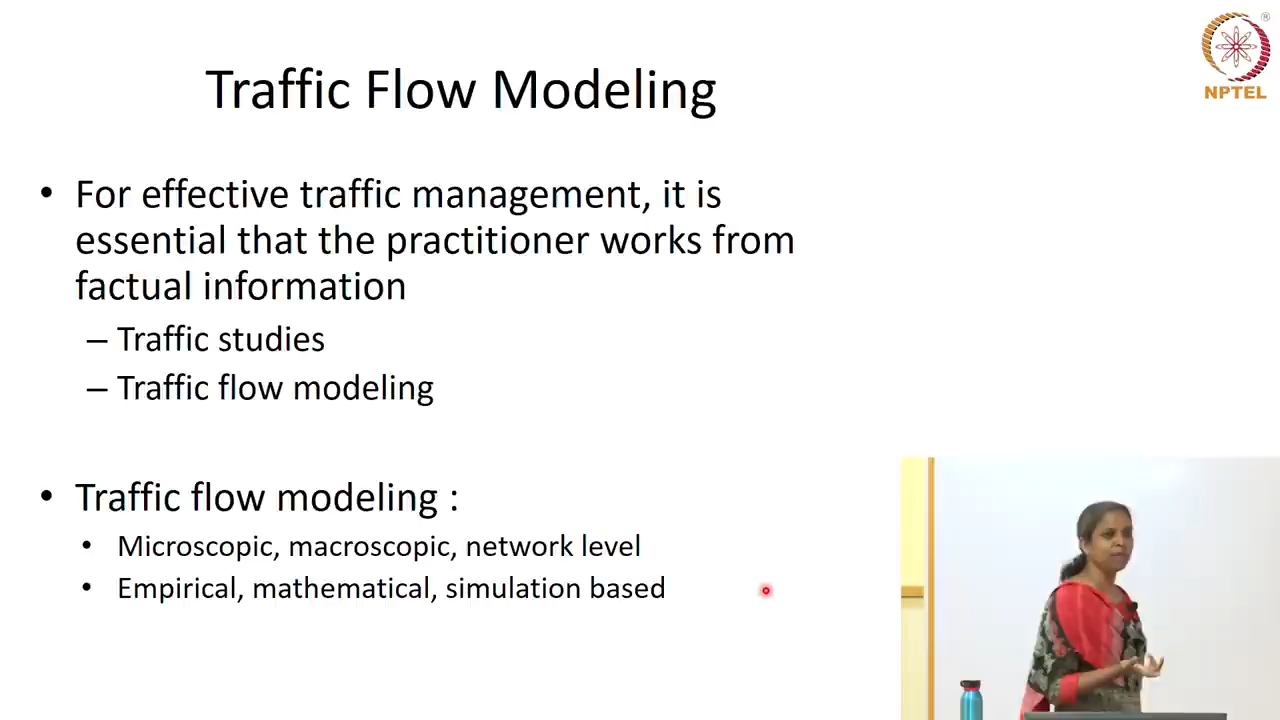 Traffic Flow Modeling
®
NPTEL
• For effective traffic management, it is
essential that the practitioner works from
factual information
– Traffic studies
– Traffic flow modeling
• Traffic flow modeling :
• Microscopic, macroscopic, network level
• Empirical, mathematical, simulation based